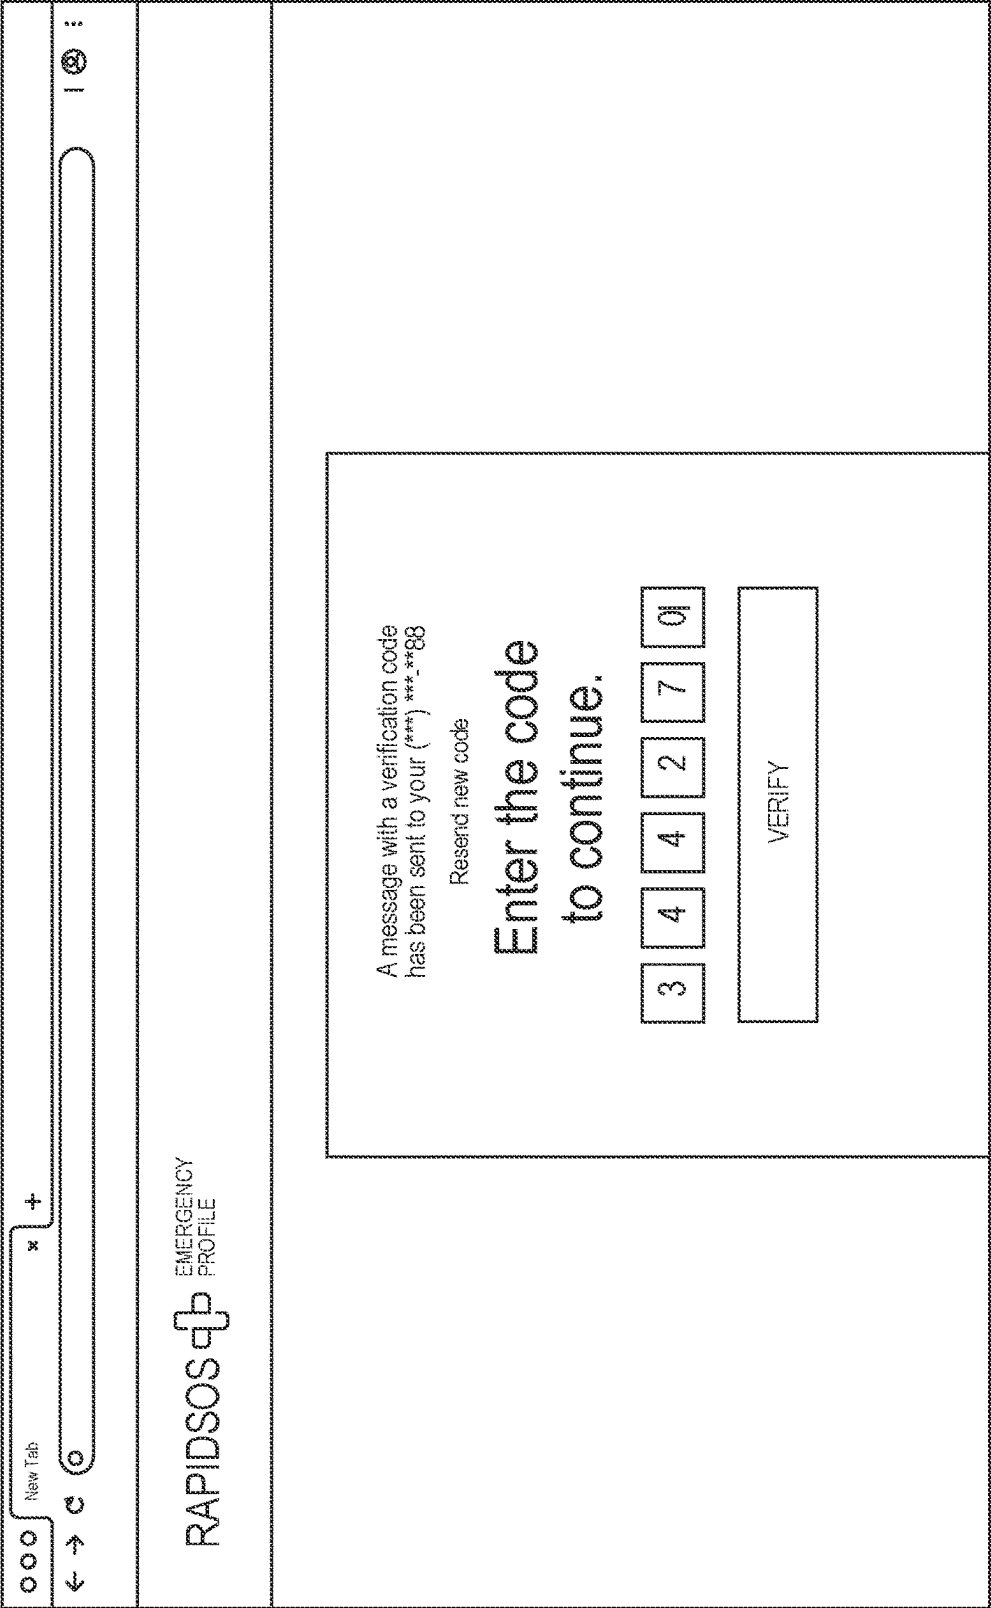 New Tab
RAPIDSOS
EMERGENCY
PROFILE
A message with a verification code
has been sent to your (***) ***-**88
Resend new code
Enter the code
to continue.
3 4 4 2 7 0
VERIFY